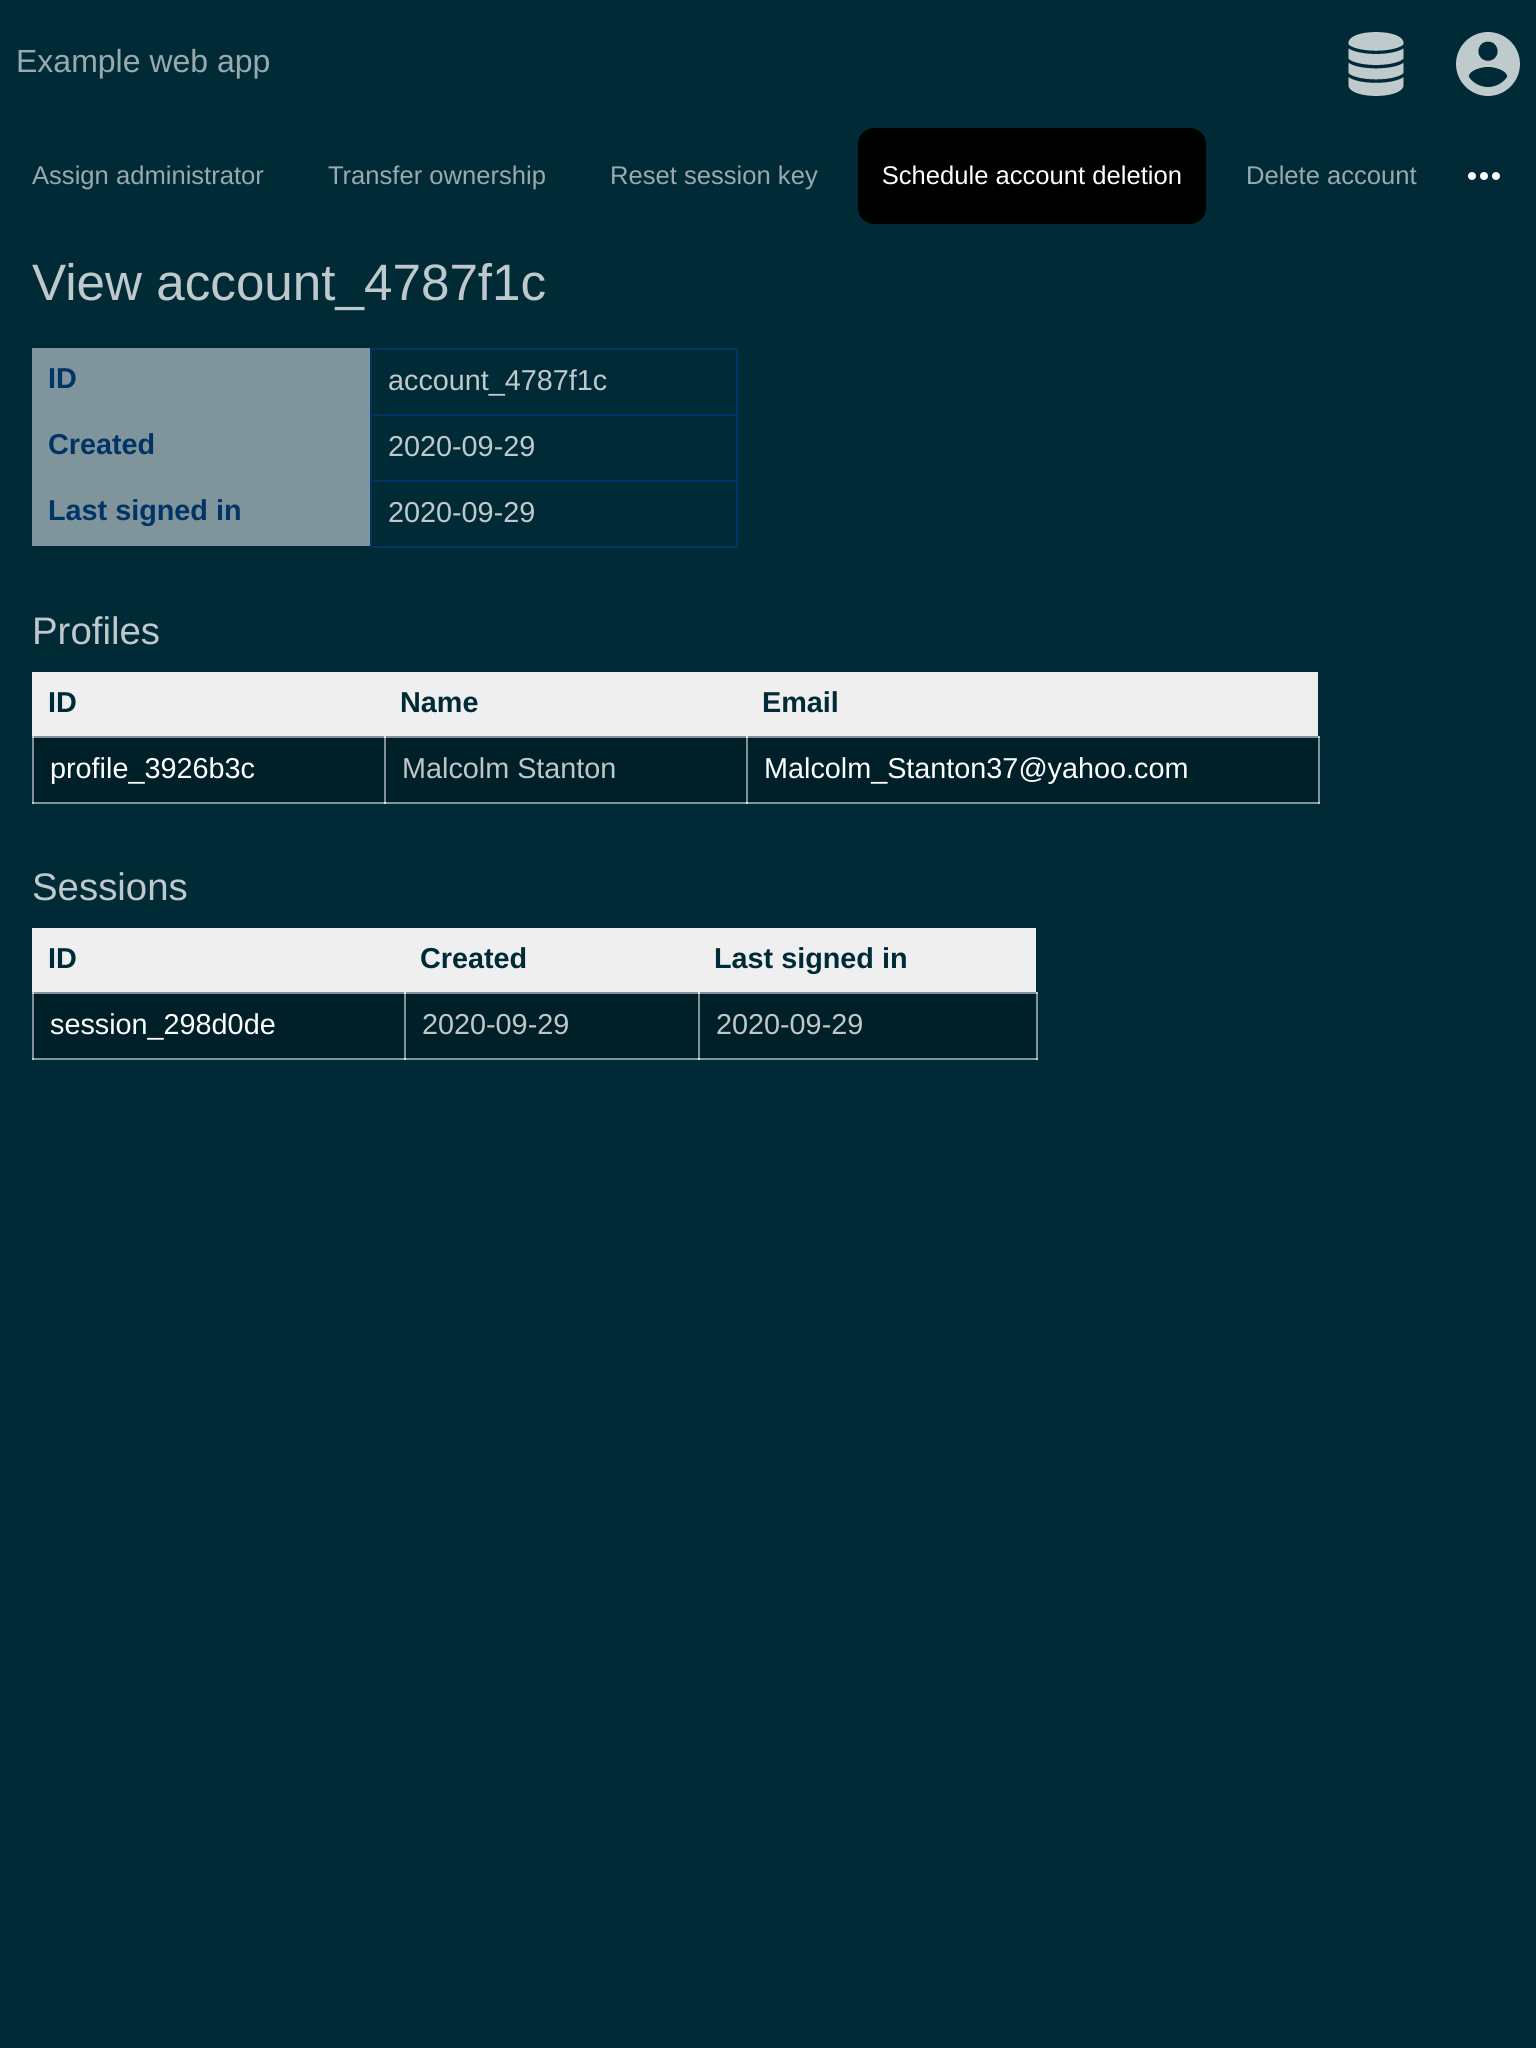 Example web app
Assign administrator Transfer ownership Reset session key Schedule account deletion Delete account
View account_4787f1c
ID account_4787f1c
Created 2020-09-29
Last signed in 2020-09-29
Profiles
ID Name Email
profile_3926b3c Malcolm Stanton Malcolm_Stanton37@yahoo.com
Sessions
ID Created Last signed in
session_298d0de 2020-09-29 2020-09-29